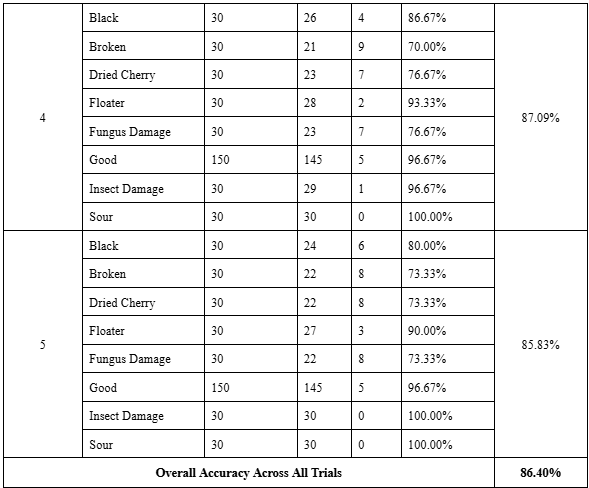 Black 30 26 4 86.67%
Broken 30 21 9 70.00%
Dried Cherry 30 23 7 76.67%
Floater 30 28 2 93.33%
4 Fungus Damage 30 23 7 76.67% 87.09%
Good 150 145 5 96.67%
Insect Damage 30 29 1 96.67%
Sour 30 30 0 100.00%
Black 30 24 6 80.00%
Broken 30 22 8 73.33%
Dried Cherry 30 22 8 73.33%
Floater 30 27 3 90.00%
5 Fungus Damage 30 22 8 73.33% 85.83%
Good 150 145 5 96.67%
Insect Damage 30 30 0 100.00%
Sour 30 30 0 100.00%
Overall Accuracy Across All Trials 86.40%